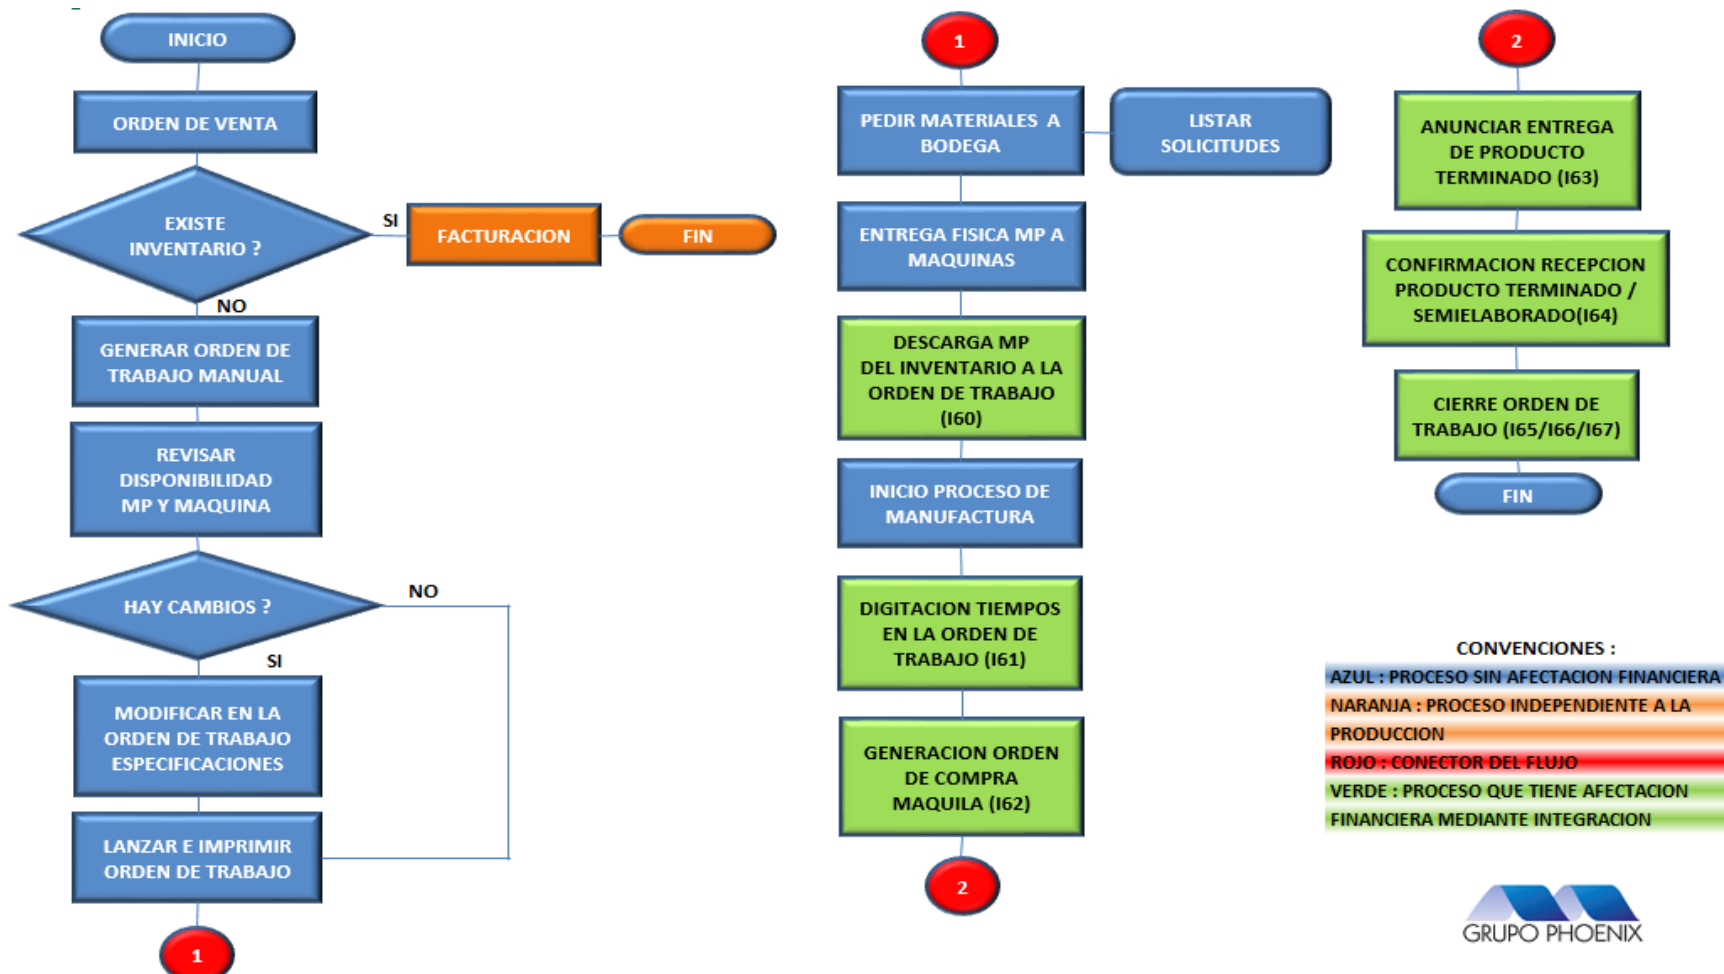 INICIO
ORDEN DE VENTA
EXISTE
INVENTARIO ?
SI
FACTURACION
FIN
NO
GENERAR ORDEN DE
TRABAJO MANUAL
REVISAR
DISPONIBILIDAD
MP Y MAQUINA
HAY CAMBIOS ?
NO
SI
MODIFICAR EN LA
ORDEN DE TRABAJO
ESPECIFICACIONES
LANZAR E IMPRIMIR
ORDEN DE TRABAJO
1
1
PEDIR MATERIALES A
BODEGA
LISTAR
SOLICITUDES
ENTREGA FISICA MP A
MAQUINAS
DESCARGA MP
DEL INVENTARIO A LA
ORDEN DE TRABAJO
(I60)
INICIO PROCESO DE
MANUFACTURA
DIGITACION TIEMPOS
EN LA ORDEN DE
TRABAJO (I61)
GENERACION ORDEN
DE COMPRA
MAQUILA (I62)
2
2
ANUNCIAR ENTREGA
DE PRODUCTO
TERMINADO (I63)
CONFIRMACION RECEPCION
PRODUCTO TERMINADO /
SEMIELABORADO(I64)
CIERRE ORDEN DE
TRABAJO (I65/I66/I67)
FIN
CONVENCIONES :
AZUL : PROCESO SIN AFECTACION FINANCIERA
NARANJA : PROCESO INDEPENDIENTE A LA
PRODUCCION
ROJO : CONECTOR DEL FLUJO
VERDE : PROCESO QUE TIENE AFECTACION
FINANCIERA MEDIANTE INTEGRACION
GRUPO PHOENIX